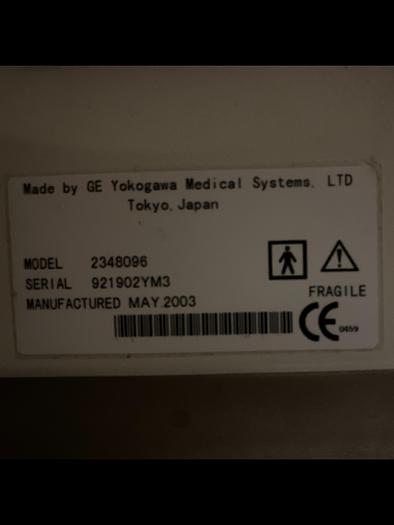 Made by GE Yokogawa Medical Systems, LTD
Tokyo, Japan
MODEL 2348096
SERIAL 921902YM3
FRAGILE
MANUFACTURED MAY.2003
CE 0459